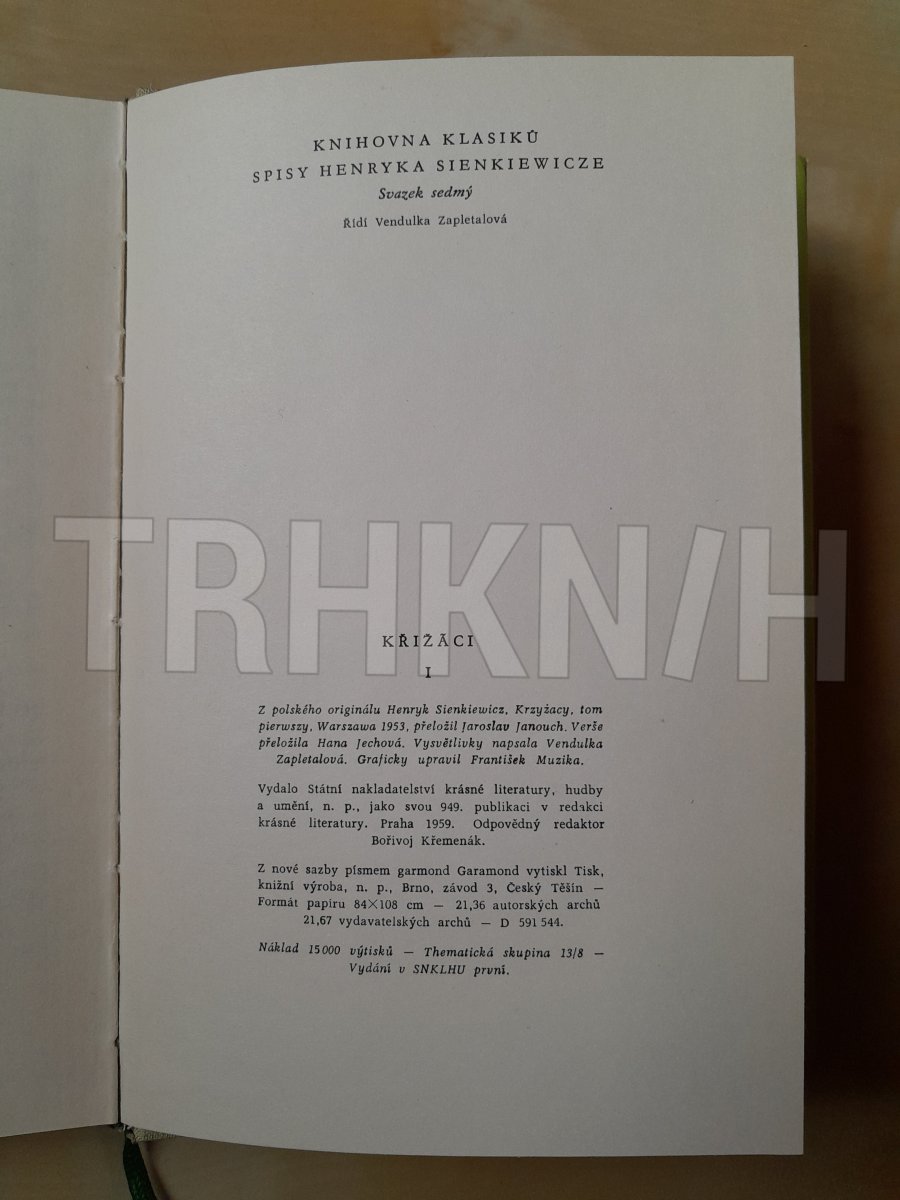 KNIHOVNA KLASIKŮ
SPISY HENRYKA SIENKIEWICZE
Svazek sedmý
Řídí Vendulka Zapletalová
TRHKNIH
KŘIŽÁCI
I
Z polského originálu Henryk Sienkiewicz, Krzyżacy, tom
pierwszy, Warszawa 1953, přeložil Jaroslav Janouch. Verše
přeložila Hana Jechová. Vysvětlivky napsala Vendulka
Zapletalová. Graficky upravil František Muzika.
Vydalo Státní nakladatelství krásné literatury, hudby
a umění, n. p., jako svou 949. publikaci v redakci
krásné literatury. Praha 1959. Odpovědný redaktor
Bořivoj Křemenák.
Z nové sazby písmem garmond Garamond vytiskl Tisk,
knižní výroba, n. p., Brno, závod 3, Český Těšín —
Formát papíru 84×108 cm — 21,36 autorských archů
21,67 vydavatelských archů — D 591544.
Náklad 15000 výtisků — Thematická skupina 13/8 —
Vydání v SNKLHU první.